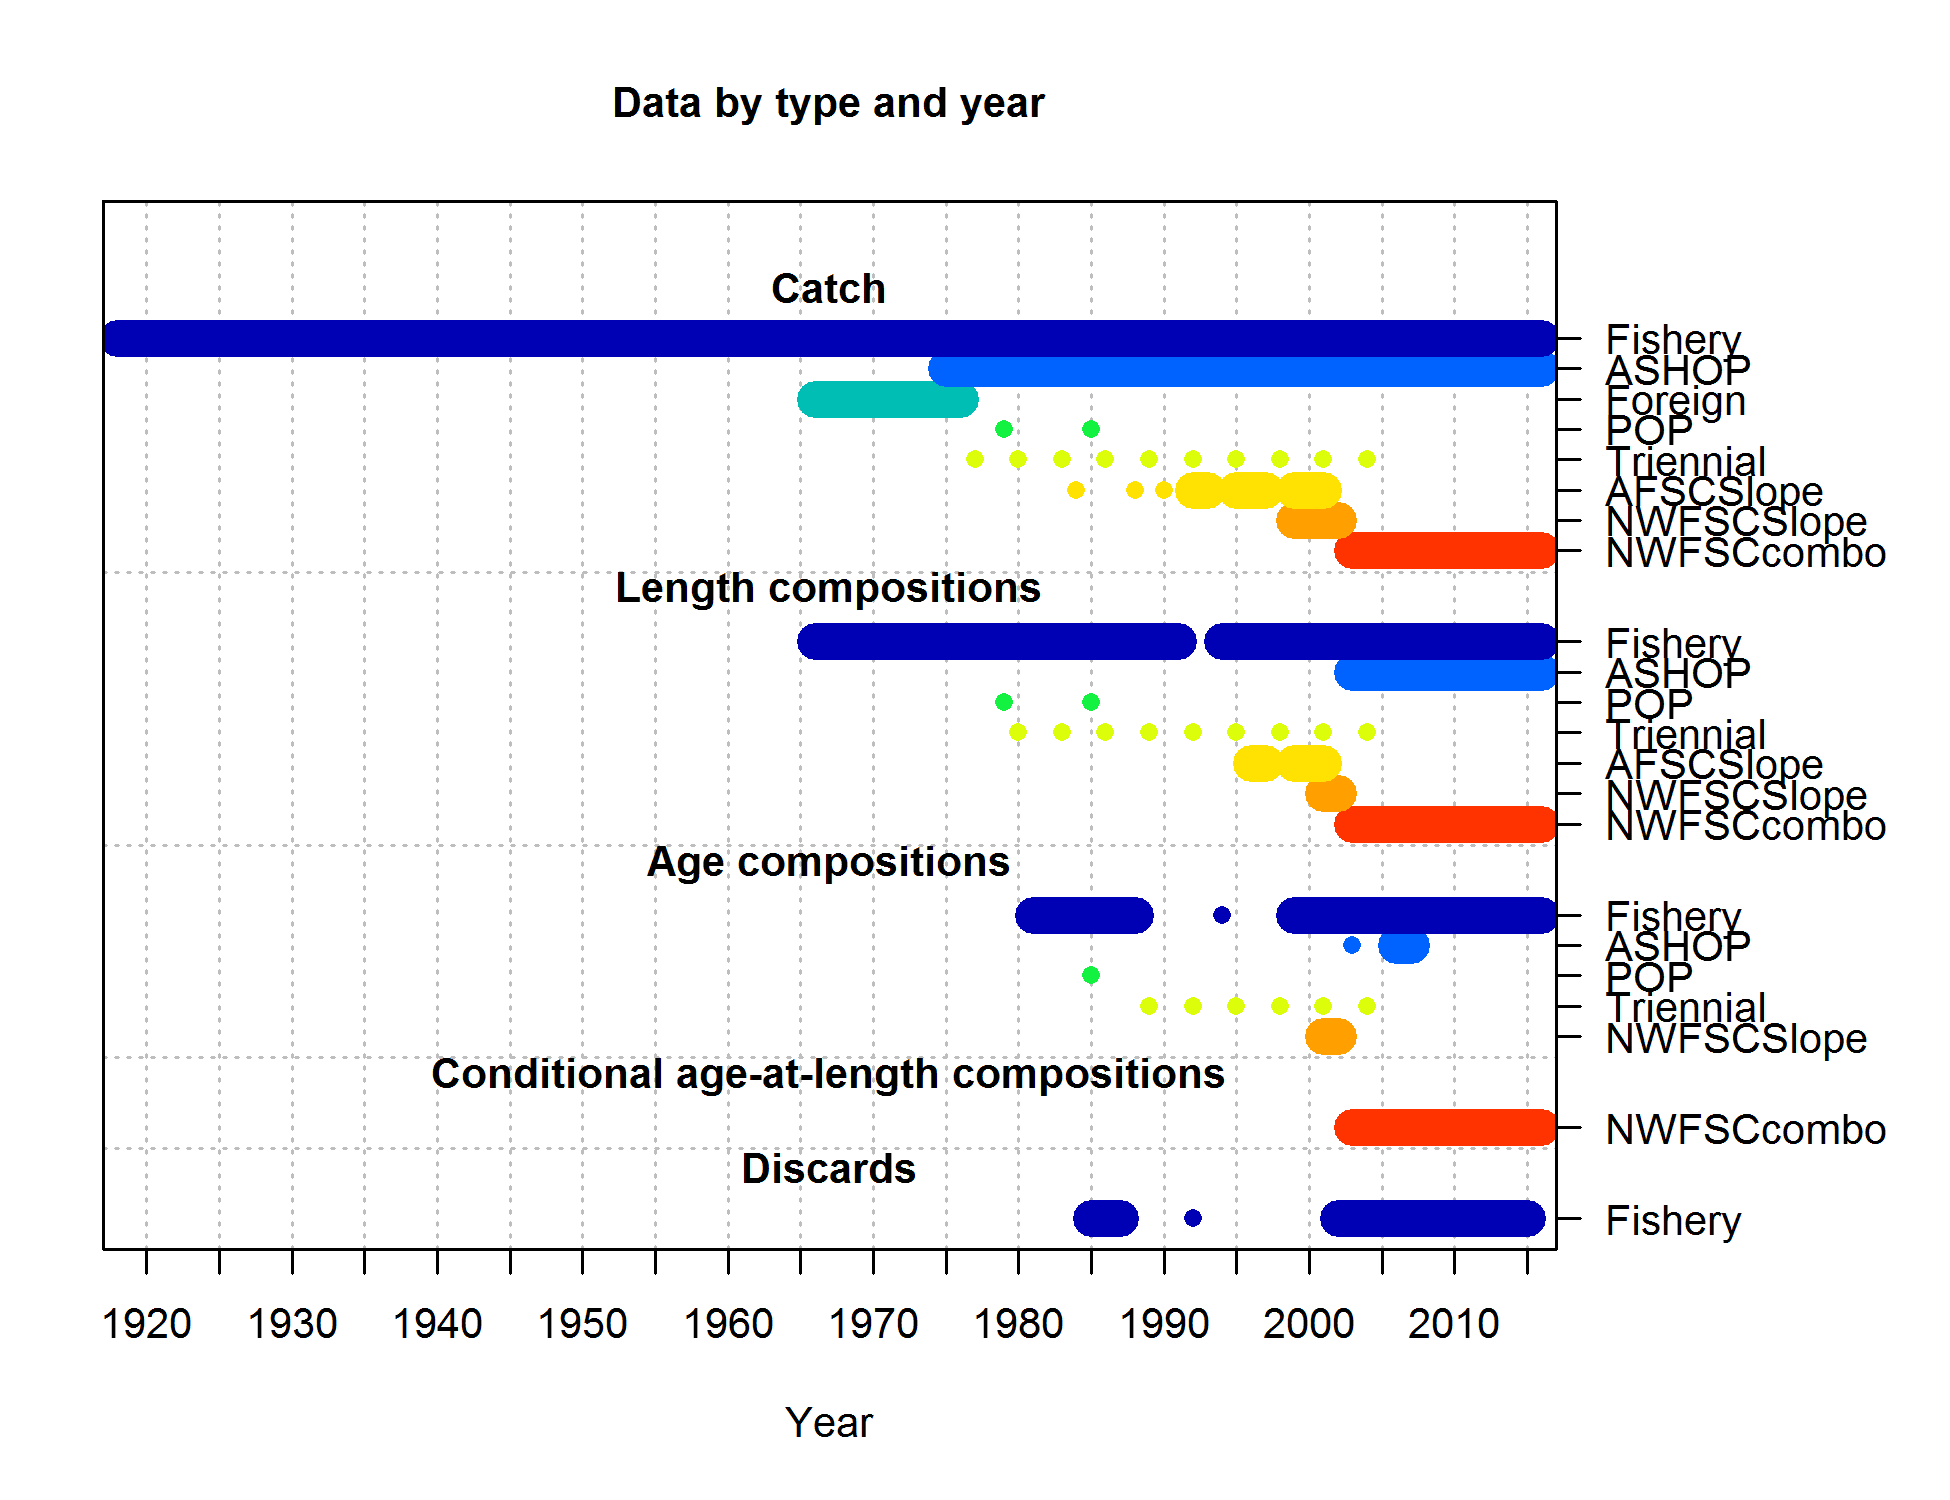 Data by type and year
Catch
Fishery
ASHOP
Foreign
POP
Triennial
AFSCSlope
NWFSCSlope
NWFSCcombo
Length compositions
Fishery
ASHOP
POP
Triennial
AFSCSlope
NWFSCSlope
NWFSCcombo
Age compositions
Fishery
ASHOP
POP
Triennial
NWFSCSlope
Conditional age-at-length compositions
NWFSCcombo
Discards
Fishery
1920 1930 1940 1950 1960 1970 1980 1990 2000 2010
Year